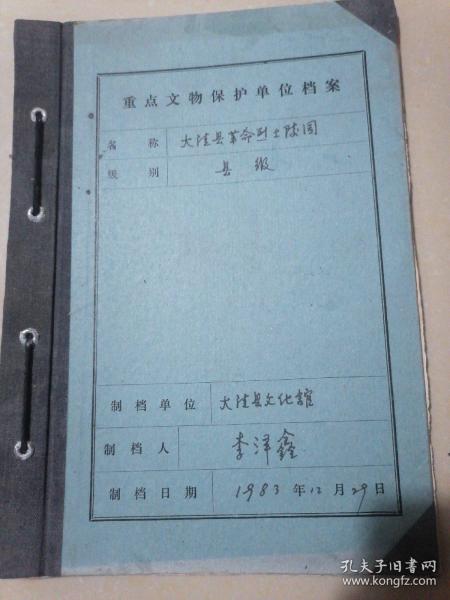 重点文物保护单位档案
名称 大洼县革命烈士陵园
级别 县级
制档单位 大洼县文化馆
制档人 李泽鑫
制档日期 1983年12月29日
孔夫子旧书网
www.kongfz.com